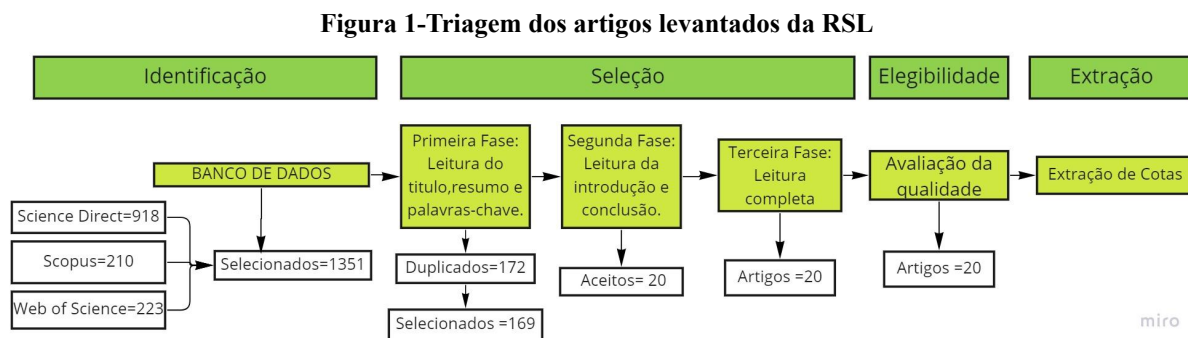 Figura 1-Triagem dos artigos levantados da RSL
Identificação
Seleção
Elegibilidade
Extração
BANCO DE DADOS
Primeira Fase:
Leitura do
titulo,resumo e
palavras-chave.
Segunda Fase:
Leitura da
introdução e
conclusão.
Terceira Fase:
Leitura
completa
Avaliação da
qualidade
Extração de Cotas
Science Direct=918
Scopus=210
Web of Science=223
Selecionados=1351
Duplicados=172
Selecionados =169
Aceitos= 20
Artigos =20
Artigos =20
miro